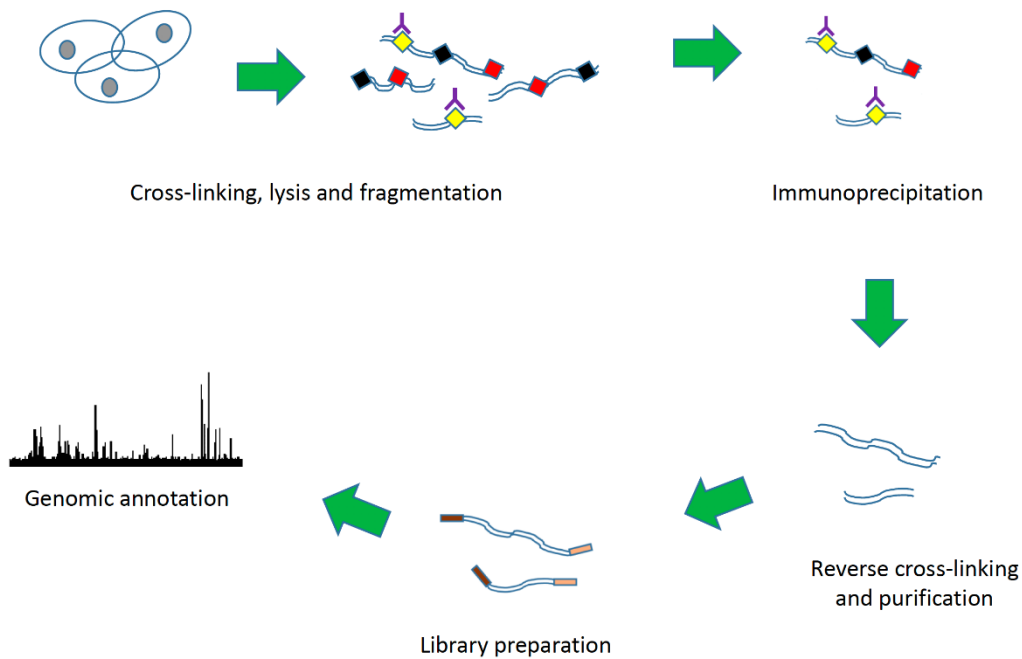 Cross-linking, lysis and fragmentation
Immunoprecipitation
Reverse cross-linking
and purification
Library preparation
Genomic annotation